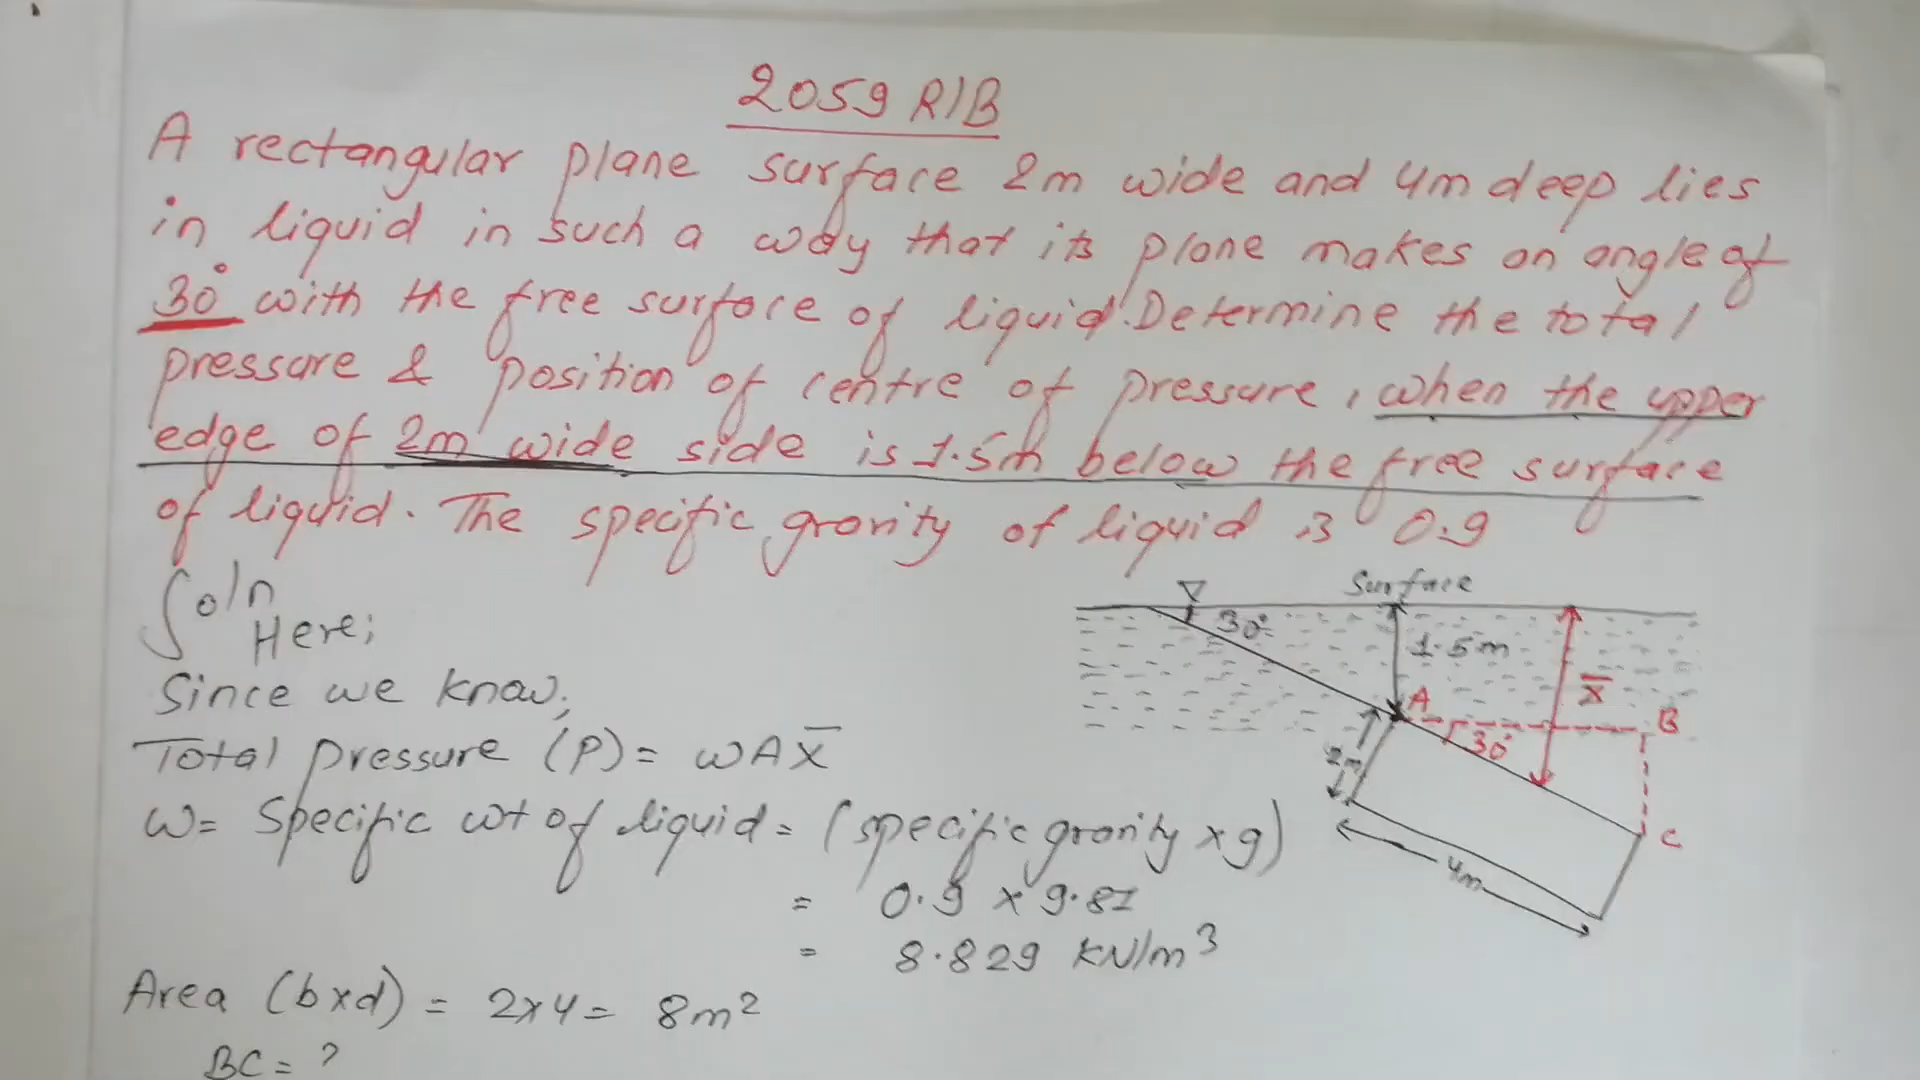 2059 R/B
A rectangular plane surface 2m wide and 4m deep lies
in liquid in such a way that its plane makes an angle of
30° with the free surface of liquid. Determine the total
pressure & position of centre of pressure, when the upper
edge of 2m wide side is 1.5m below the free surface
of liquid. The specific gravity of liquid is 0.9
Soln
Here;
Since we know;
Total pressure (P) = wAx̅
w = Specific wt of liquid = (specific gravity x g)
= 0.9 x 9.81
= 8.829 KN/m³
Area (bxd) = 2x4 = 8m²
BC = ?
Surface
30°
1.5m
x̅
A
B
30°
2m
C
4m